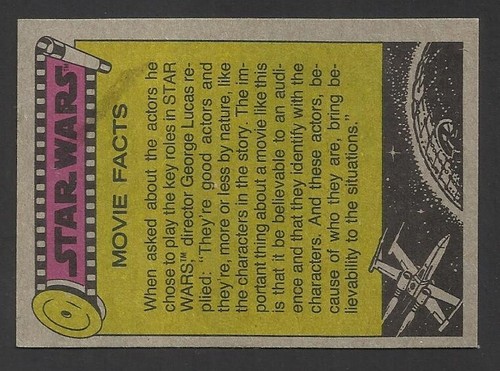 STAR WARS™
MOVIE FACTS
When asked about the actors he
chose to play the key roles in STAR
WARS,™ director George Lucas re-
plied: "They're good actors and
they're, more or less by nature, like
the characters in the story. The im-
portant thing about a movie like this
is that it be believable to an audi-
ence and that they identify with the
characters. And these actors, be-
cause of who they are, bring be-
lievability to the situations."